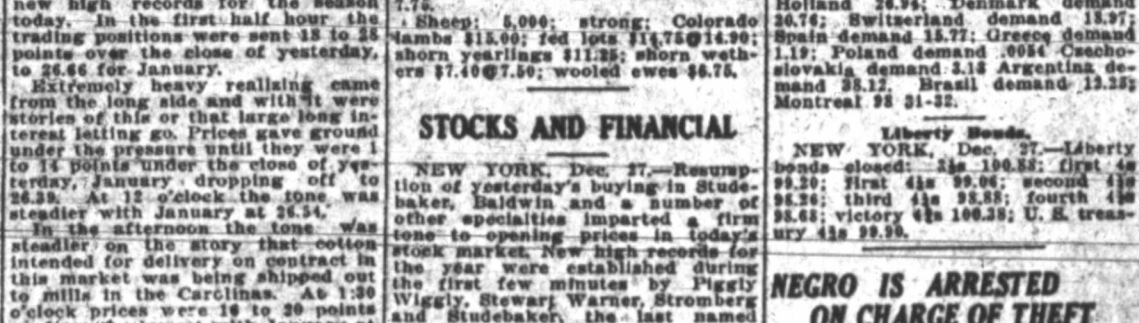 new high records for the season
today. In the first half hour the
trading positions were sent 18 to 28
points over the close of yesterday,
to 26.66 for January.
Extremely heavy realizing came
from the long side and with it were
stories of this or that large long in-
terest letting go. Prices gave ground
under the pressure until they were 1
to 14 points under the close of yes-
terday, January dropping off to
26.39. At 12 o'clock the tone was
steadier with January at 26.54.
In the afternoon the tone was
steadier on the story that cotton
intended for delivery on contract in
this market was being shipped out
to mills in the Carolinas. At 1:30
o'clock prices were 16 to 20 points
7.75.
Sheep: 5,000; strong; Colorado
lambs $15.00; fed lots $14.75@14.90;
shorn yearlings $11.25; shorn weth-
ers $7.40@7.50; wooled ewes $6.75.
STOCKS AND FINANCIAL
NEW YORK, Dec. 27.—Resump-
tion of yesterday's buying in Stude-
baker, Baldwin and a number of
other specialties imparted a firm
tone to opening prices in today's
stock market. New high records for
the year were established during
the first few minutes by Piggly
Wiggly, Stewart Warner, Stromberg
and Studebaker, the last named
Holland 26.94; Denmark demand
20.76; Switzerland demand 18.97;
Spain demand 15.77; Greece demand
1.19; Poland demand .0054 Czecho-
slovakia demand 3.13 Argentina de-
mand 38.12. Brazil demand 12.25;
Montreal 98 31-32.
Liberty Bonds.
NEW YORK, Dec. 27.—Liberty
bonds closed: 3½s 100.88; first 4s
99.20; first 4¼s 99.06; second 4¼s
98.26; third 4¼s 98.88; fourth 4¼s
98.68; victory 4¾s 100.38; U. S. treas-
ury 4¼s 99.98.
NEGRO IS ARRESTED
ON CHARGE OF THEFT